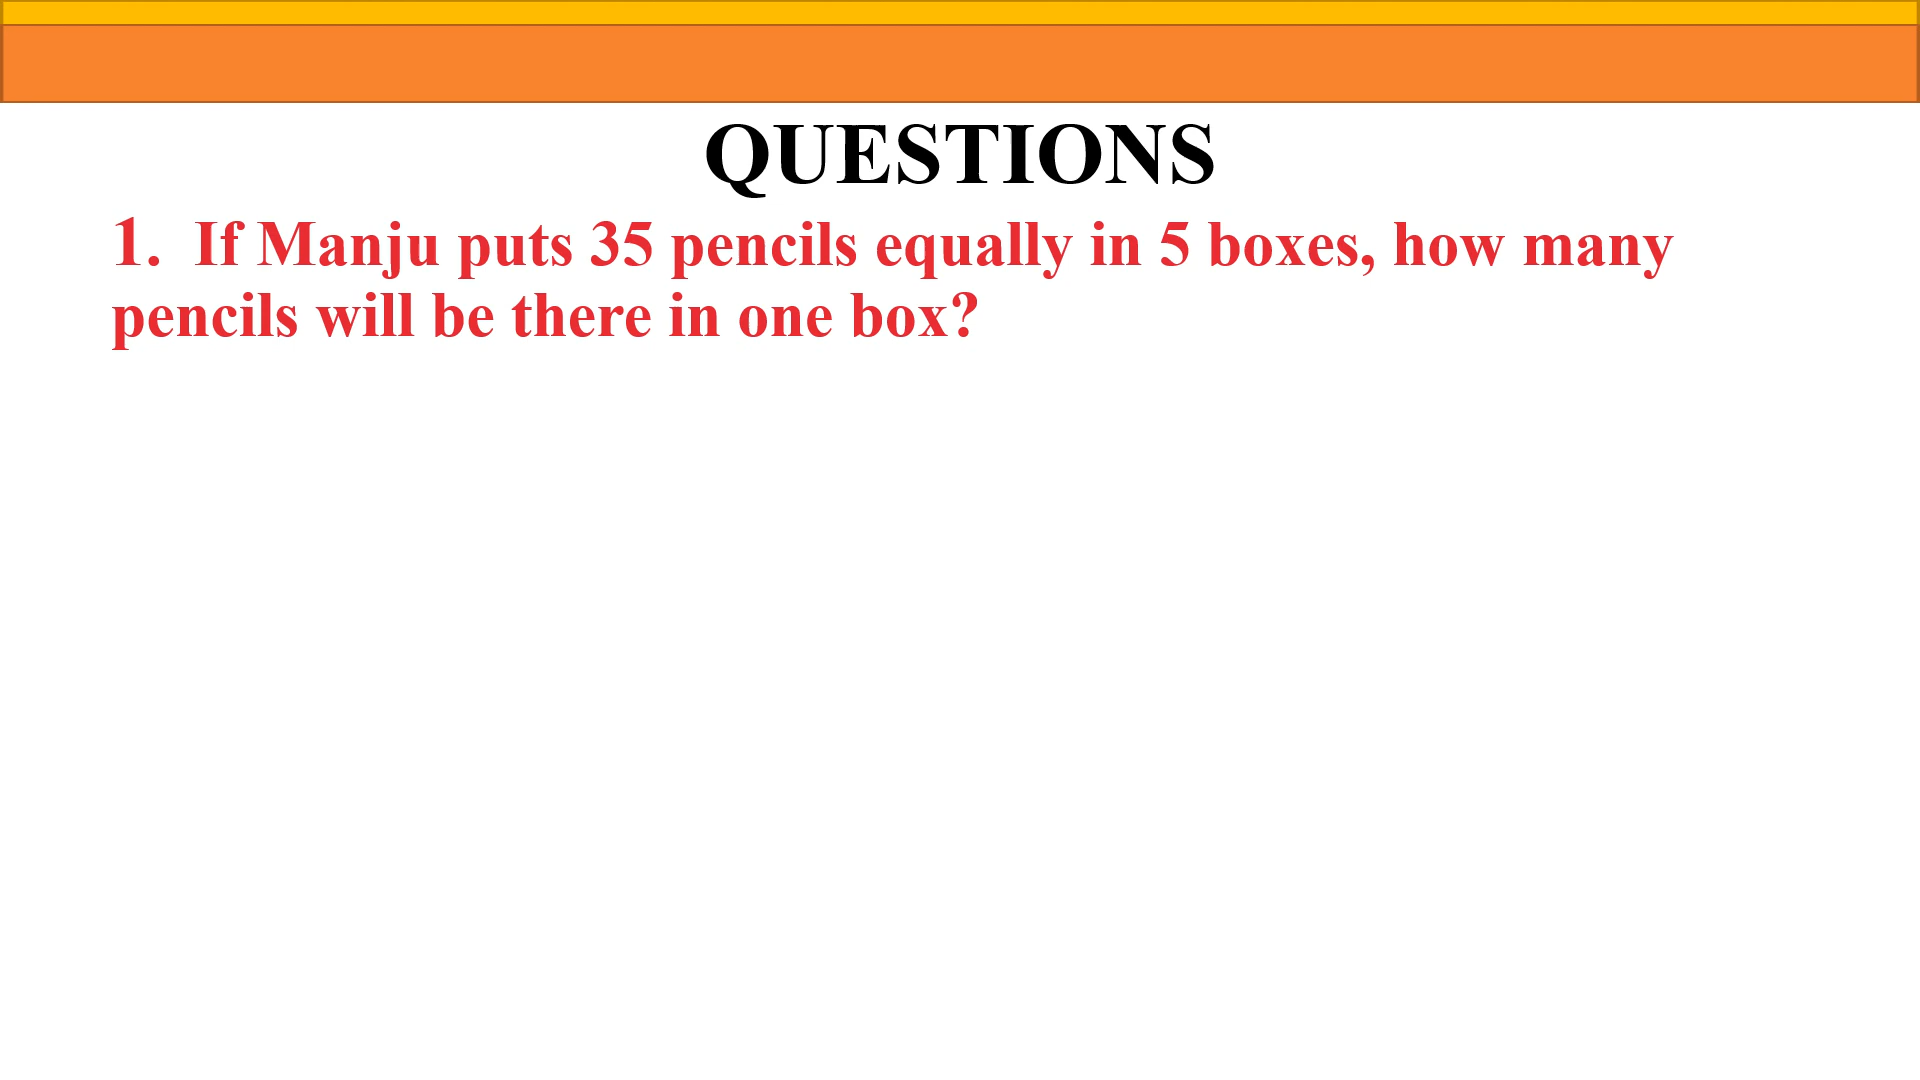 QUESTIONS
1.  If Manju puts 35 pencils equally in 5 boxes, how many
pencils will be there in one box?